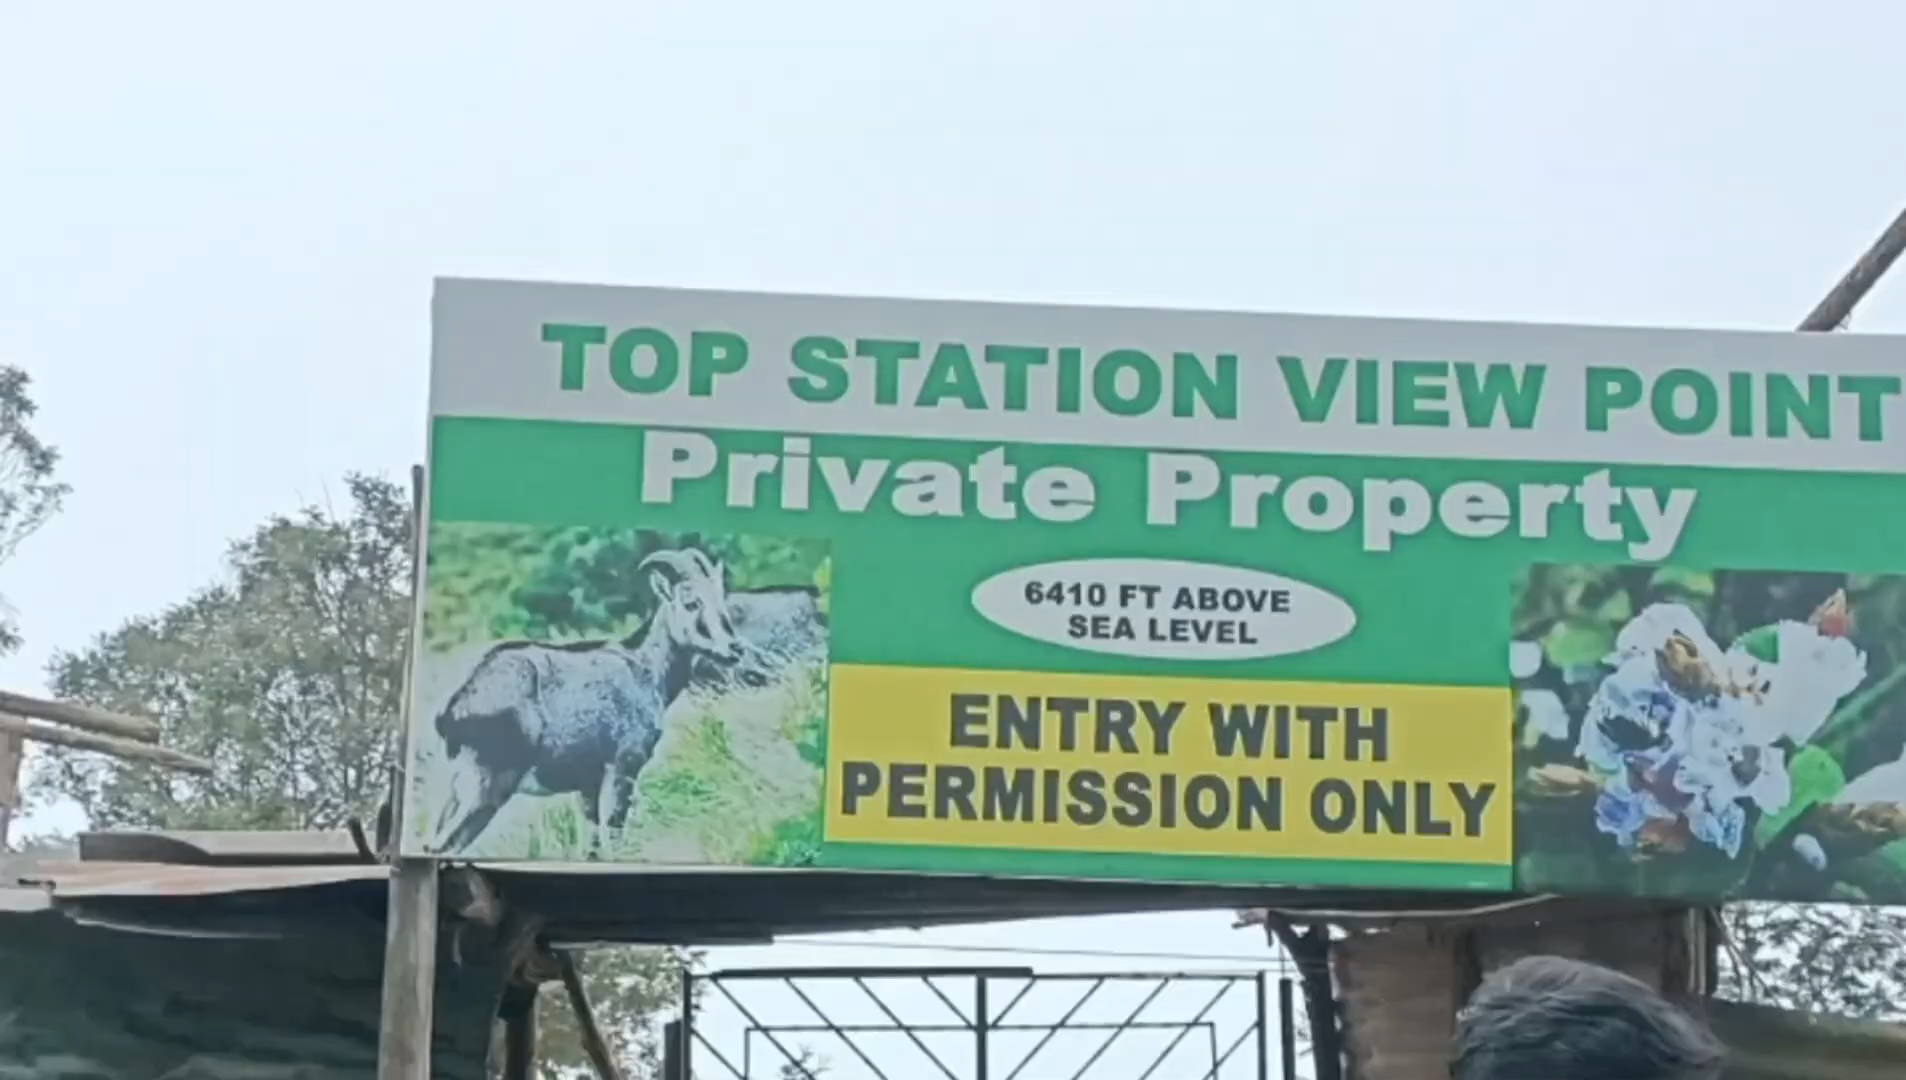 TOP STATION VIEW POINT
Private Property
6410 FT ABOVE
SEA LEVEL
ENTRY WITH
PERMISSION ONLY